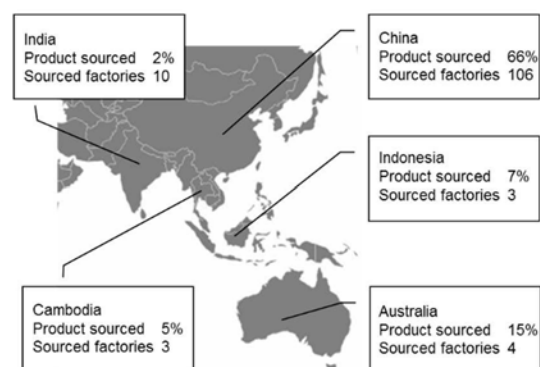 India
Product sourced 2%
Sourced factories 10
China
Product sourced 66%
Sourced factories 106
Indonesia
Product sourced 7%
Sourced factories 3
Cambodia
Product sourced 5%
Sourced factories 3
Australia
Product sourced 15%
Sourced factories 4